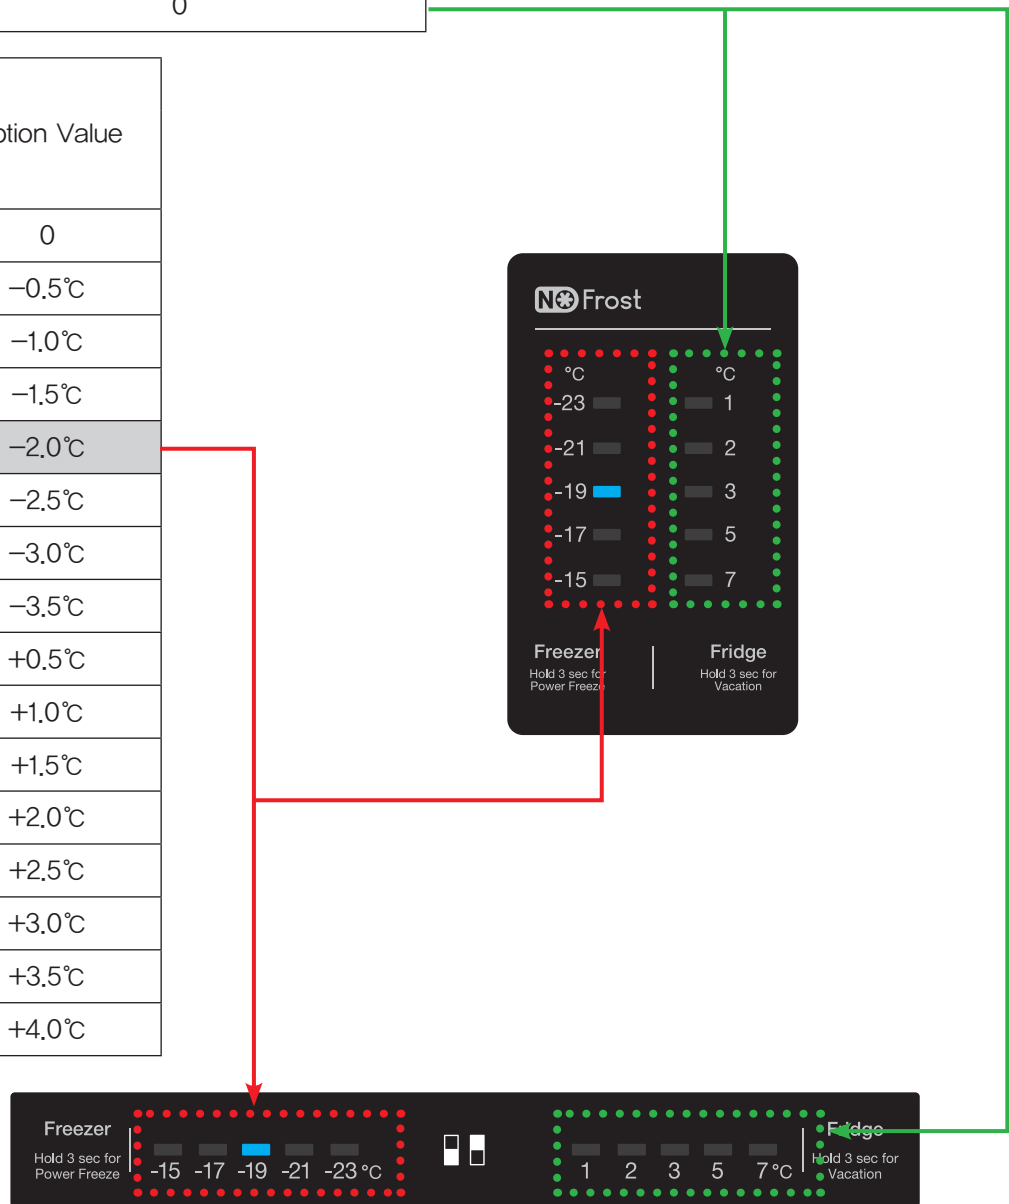 0
ption Value
0
−0.5℃
−1.0℃
−1.5℃
−2.0℃
−2.5℃
−3.0℃
−3.5℃
+0.5℃
+1.0℃
+1.5℃
+2.0℃
+2.5℃
+3.0℃
+3.5℃
+4.0℃
NO Frost
°C °C
-23 1
-21 2
-19 3
-17 5
-15 7
Freezer Fridge
Hold 3 sec for Hold 3 sec for
Power Freeze Vacation
Freezer Fridge
Hold 3 sec for Hold 3 sec for
Power Freeze -15 -17 -19 -21 -23 °C 1 2 3 5 7 °C Vacation